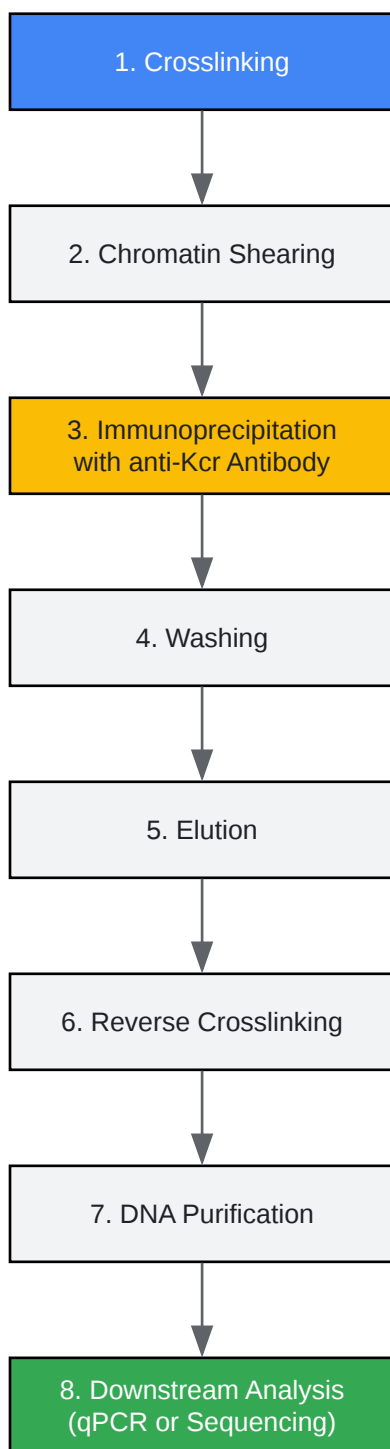 1. Crosslinking
2. Chromatin Shearing
3. Immunoprecipitation
with anti-Kcr Antibody
4. Washing
5. Elution
6. Reverse Crosslinking
7. DNA Purification
8. Downstream Analysis
(qPCR or Sequencing)